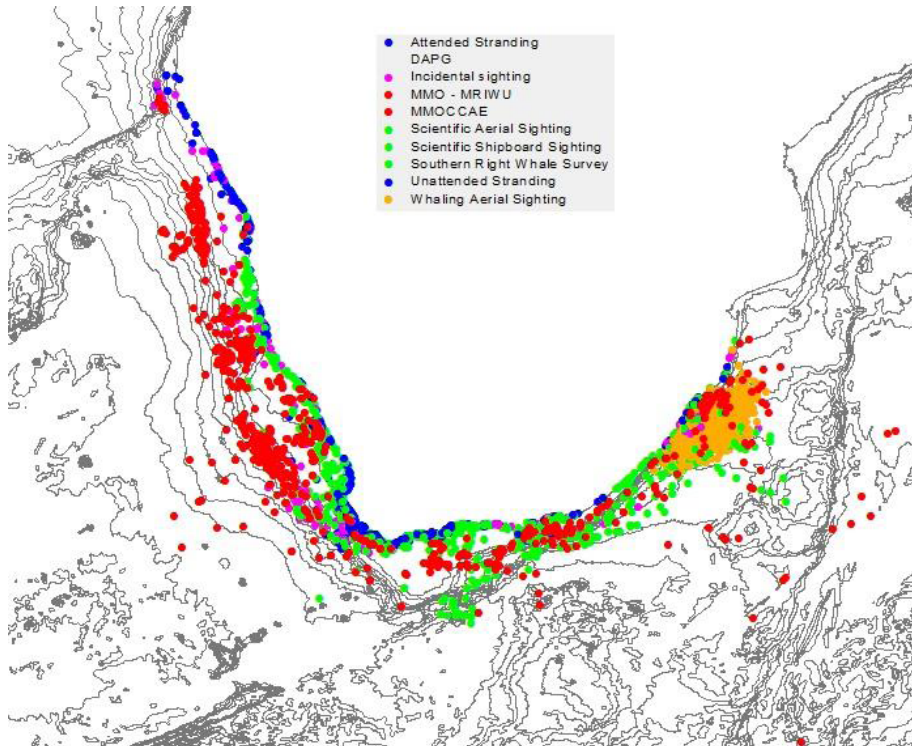 Attended Stranding
DAPG
Incidental sighting
MMO - MRIWU
MMOCCAE
Scientific Aerial Sighting
Scientific Shipboard Sighting
Southern Right Whale Survey
Unattended Stranding
Whaling Aerial Sighting